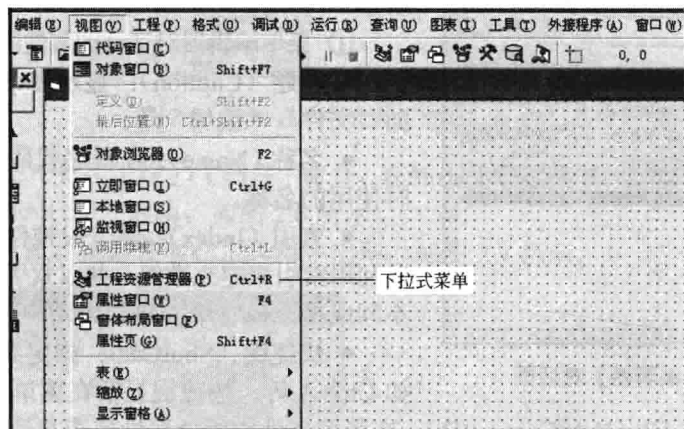 编辑(E) 视图(V) 工程(P) 格式(O) 调试(D) 运行(R) 查询(U) 图表(I) 工具(T) 外接程序(A) 窗口(W)
0, 0
代码窗口(C)
对象窗口(B) Shift+F7
定义(D) Shift+F2
最后位置(N) Ctrl+Shift+F2
对象浏览器(O) F2
立即窗口(I) Ctrl+G
本地窗口(S)
监视窗口(H)
调用堆栈(K) Ctrl+L
工程资源管理器(P) Ctrl+R
下拉式菜单
属性窗口(W) F4
窗体布局窗口(F)
属性页(G) Shift+F4
表(E)
缩放(Z)
显示窗格(A)